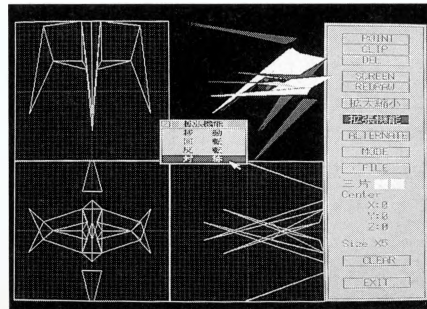 POINT
CLIP
DEL
SCREEN
REDRAW
拡大縮小
拡張機能
ALTERNATE
MODE
FILE
三片
Center
X:0
Y:0
Z:0
Size X5
CLEAR
EXIT
拡張機能
移 動
回 転
反 転
対 称